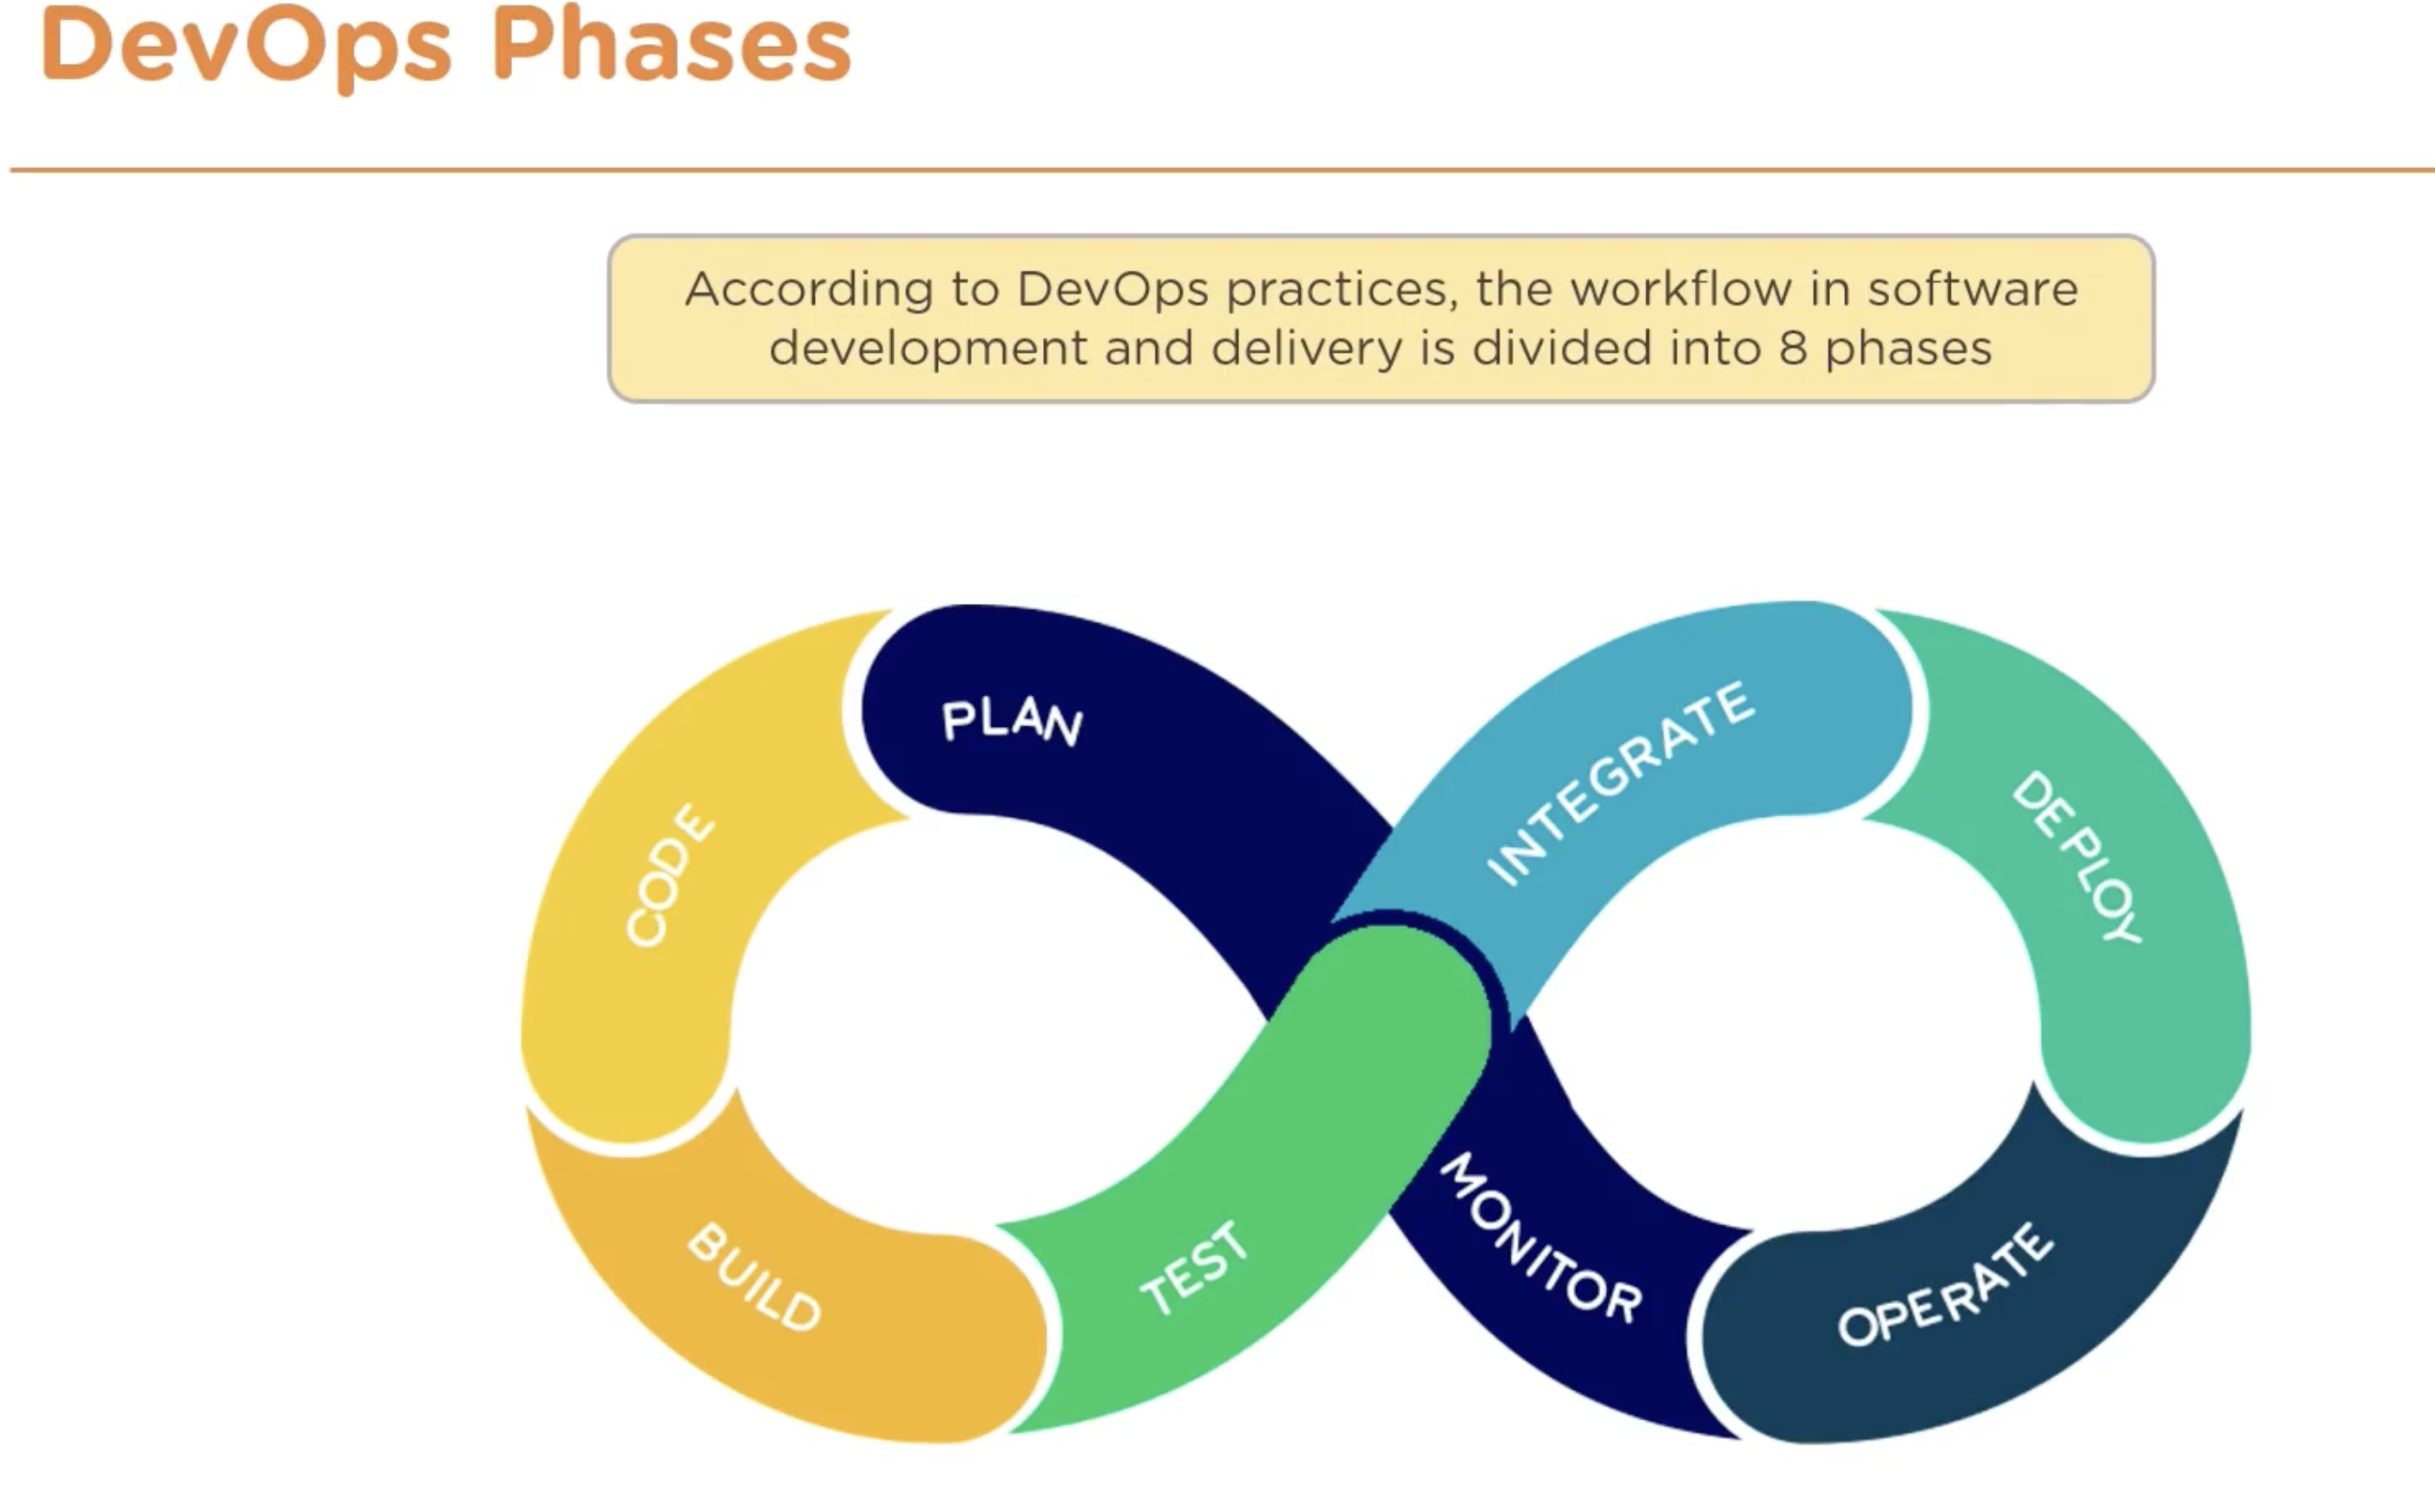 DevOps Phases
According to DevOps practices, the workflow in software
development and delivery is divided into 8 phases
PLAN
CODE
BUILD
TEST
INTEGRATE
DEPLOY
OPERATE
MONITOR